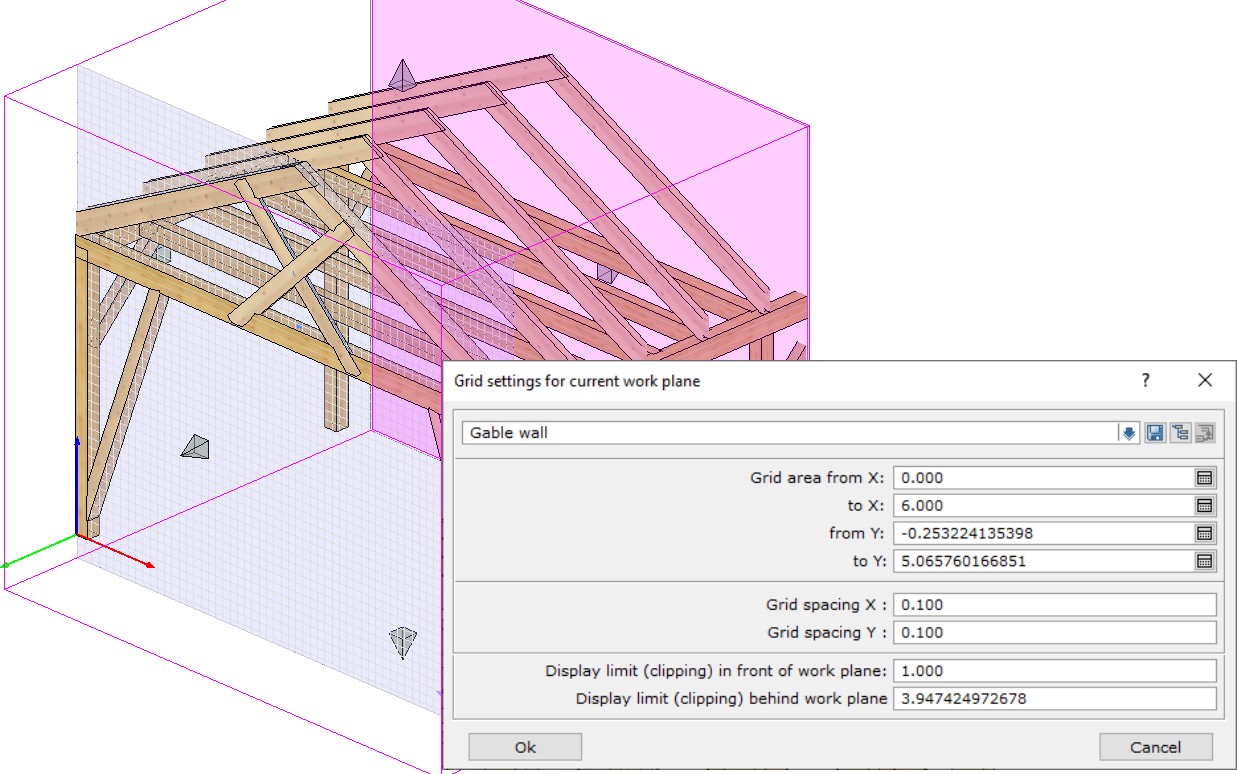 Grid settings for current work plane
?
Gable wall
Grid area from X: 0.000
to X: 6.000
from Y: -0.253224135398
to Y: 5.065760166851
Grid spacing X : 0.100
Grid spacing Y : 0.100
Display limit (clipping) in front of work plane: 1.000
Display limit (clipping) behind work plane 3.947424972678
Ok Cancel